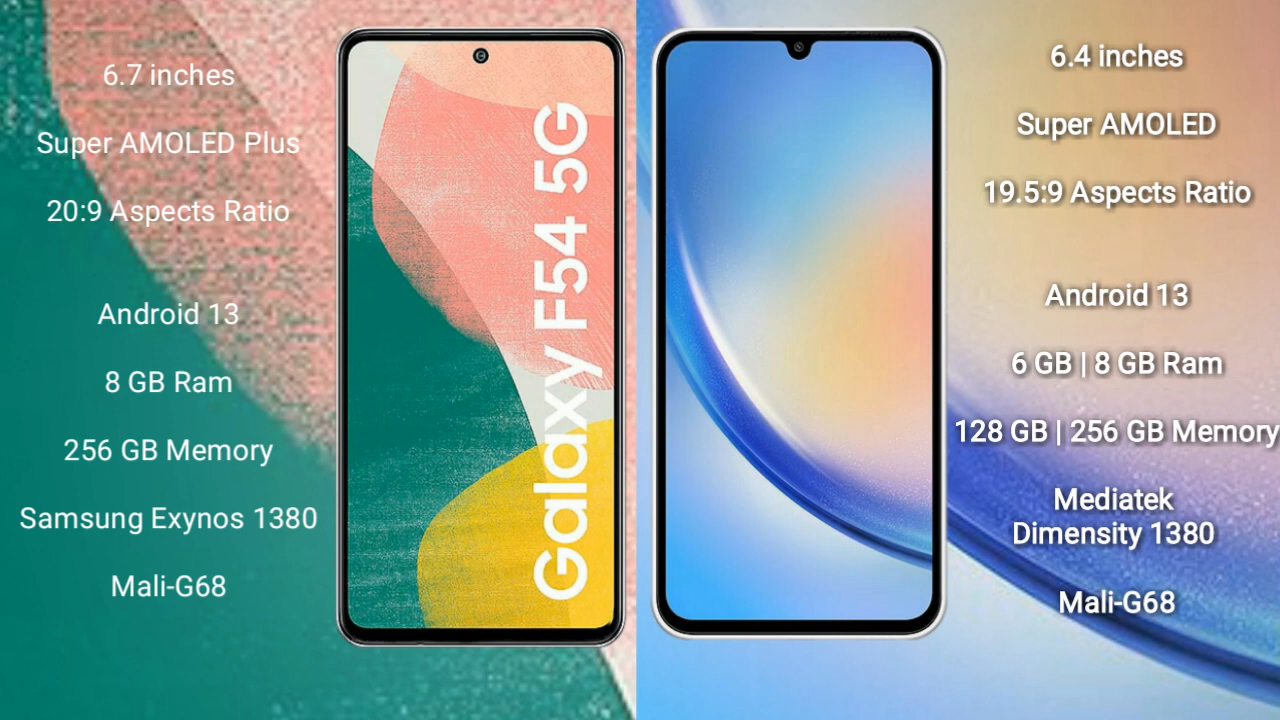 6.7 inches
Super AMOLED Plus
20:9 Aspects Ratio
Android 13
8 GB Ram
256 GB Memory
Samsung Exynos 1380
Mali-G68
Galaxy F54 5G
6.4 inches
Super AMOLED
19.5:9 Aspects Ratio
Android 13
6 GB | 8 GB Ram
128 GB | 256 GB Memory
Mediatek
Dimensity 1380
Mali-G68